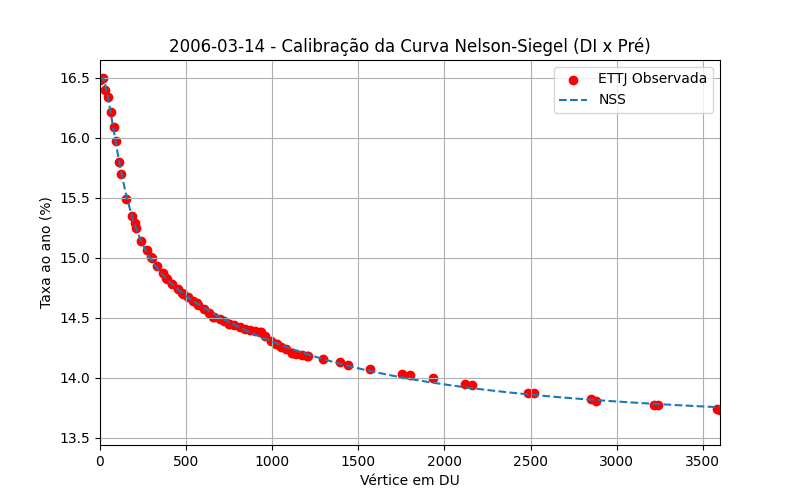 2006-03-14 - Calibração da Curva Nelson-Siegel (DI x Pré)
ETTJ Observada
NSS
Taxa ao ano (%)
16.5
16.0
15.5
15.0
14.5
14.0
13.5
0 500 1000 1500 2000 2500 3000 3500
Vértice em DU